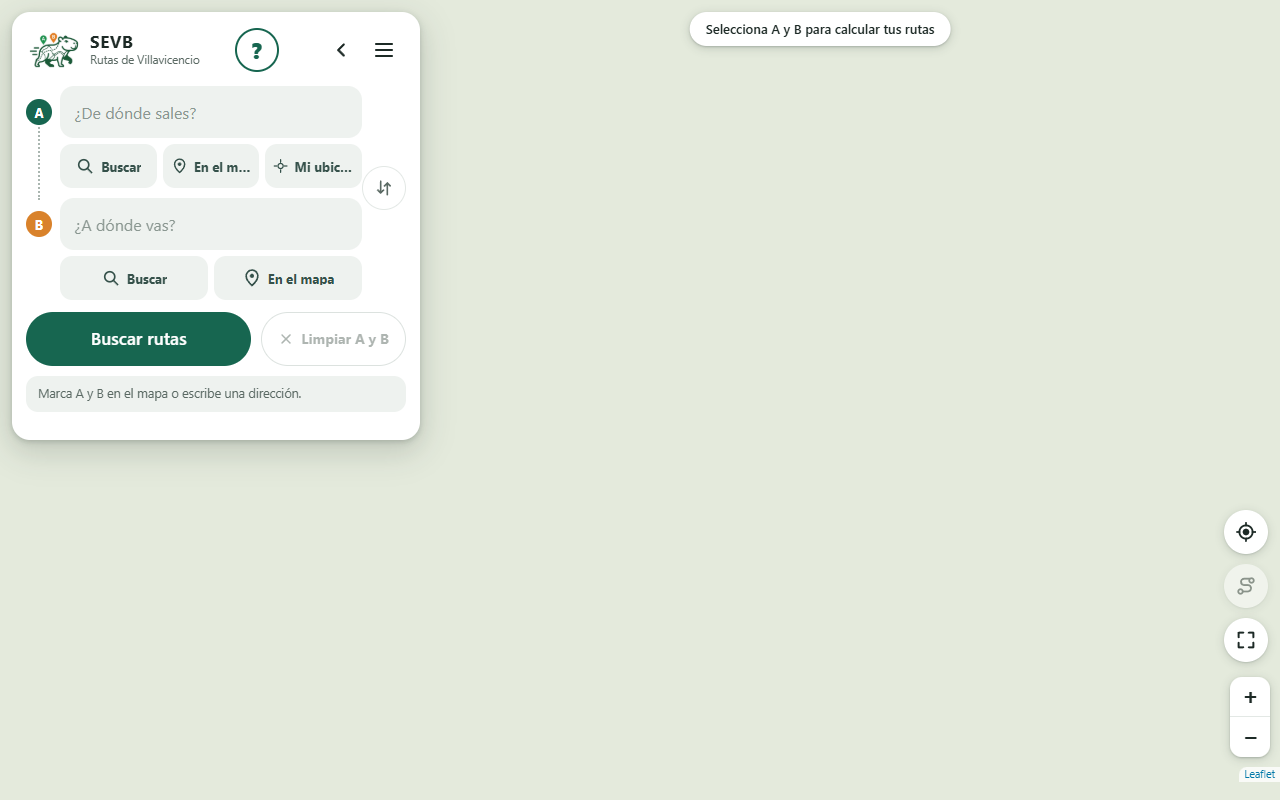 SEVB
Rutas de Villavicencio
?
Selecciona A y B para calcular tus rutas
A
¿De dónde sales?
Buscar
En el m...
Mi ubic...
B
¿A dónde vas?
Buscar
En el mapa
Buscar rutas
Limpiar A y B
Marca A y B en el mapa o escribe una dirección.
+
−
Leaflet